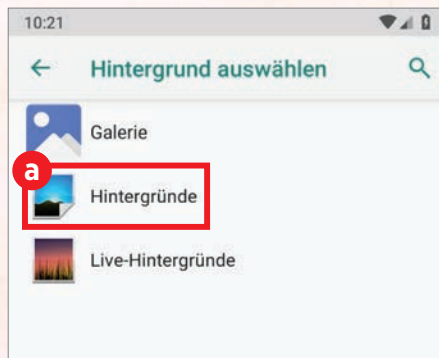 10:21
Hintergrund auswählen
Galerie
a
Hintergründe
Live-Hintergründe